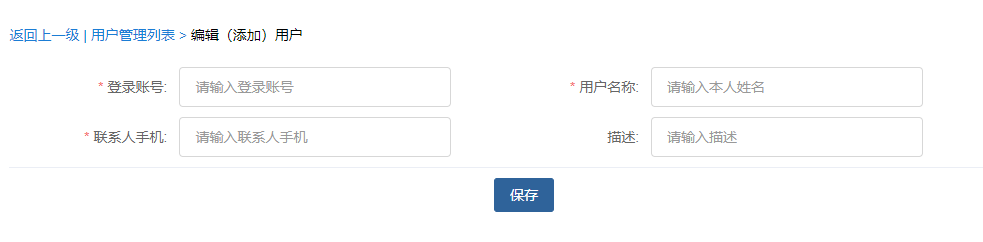 返回上一级 | 用户管理列表 > 编辑（添加）用户
* 登录账号: 请输入登录账号 * 用户名称: 请输入本人姓名
* 联系人手机: 请输入联系人手机 描述: 请输入描述
保存